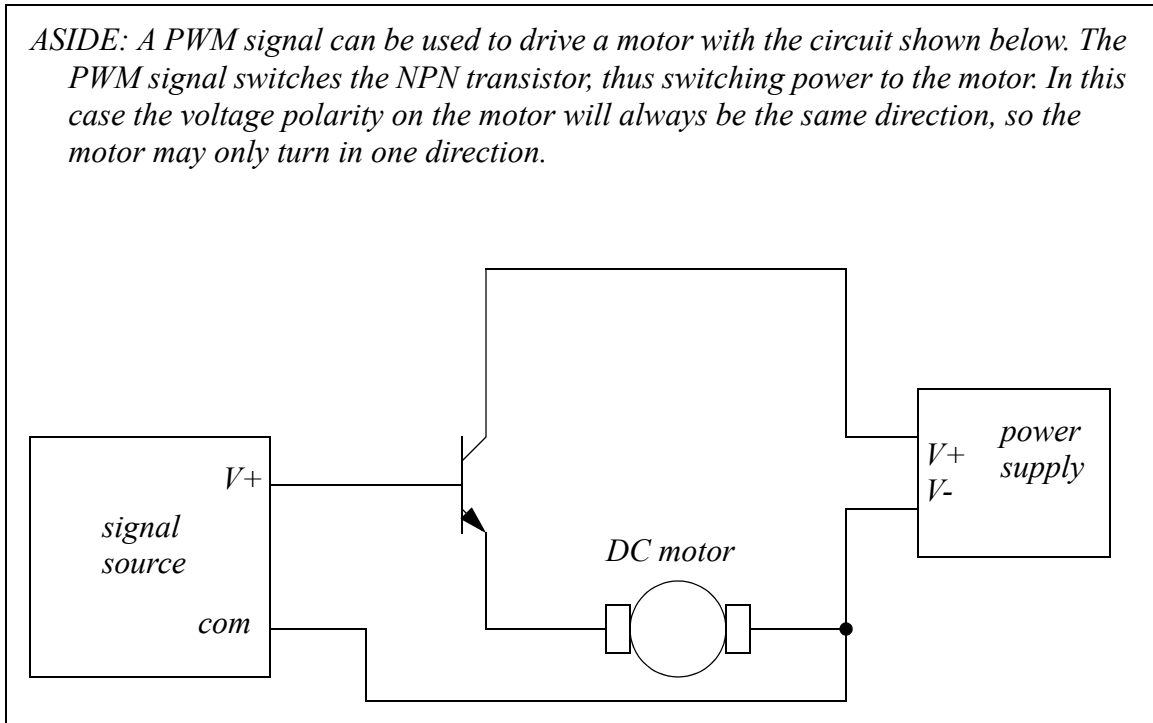 ASIDE: A PWM signal can be used to drive a motor with the circuit shown below. The
PWM signal switches the NPN transistor, thus switching power to the motor. In this
case the voltage polarity on the motor will always be the same direction, so the
motor may only turn in one direction.
power
supply
V+
V-
V+
signal
source
DC motor
com